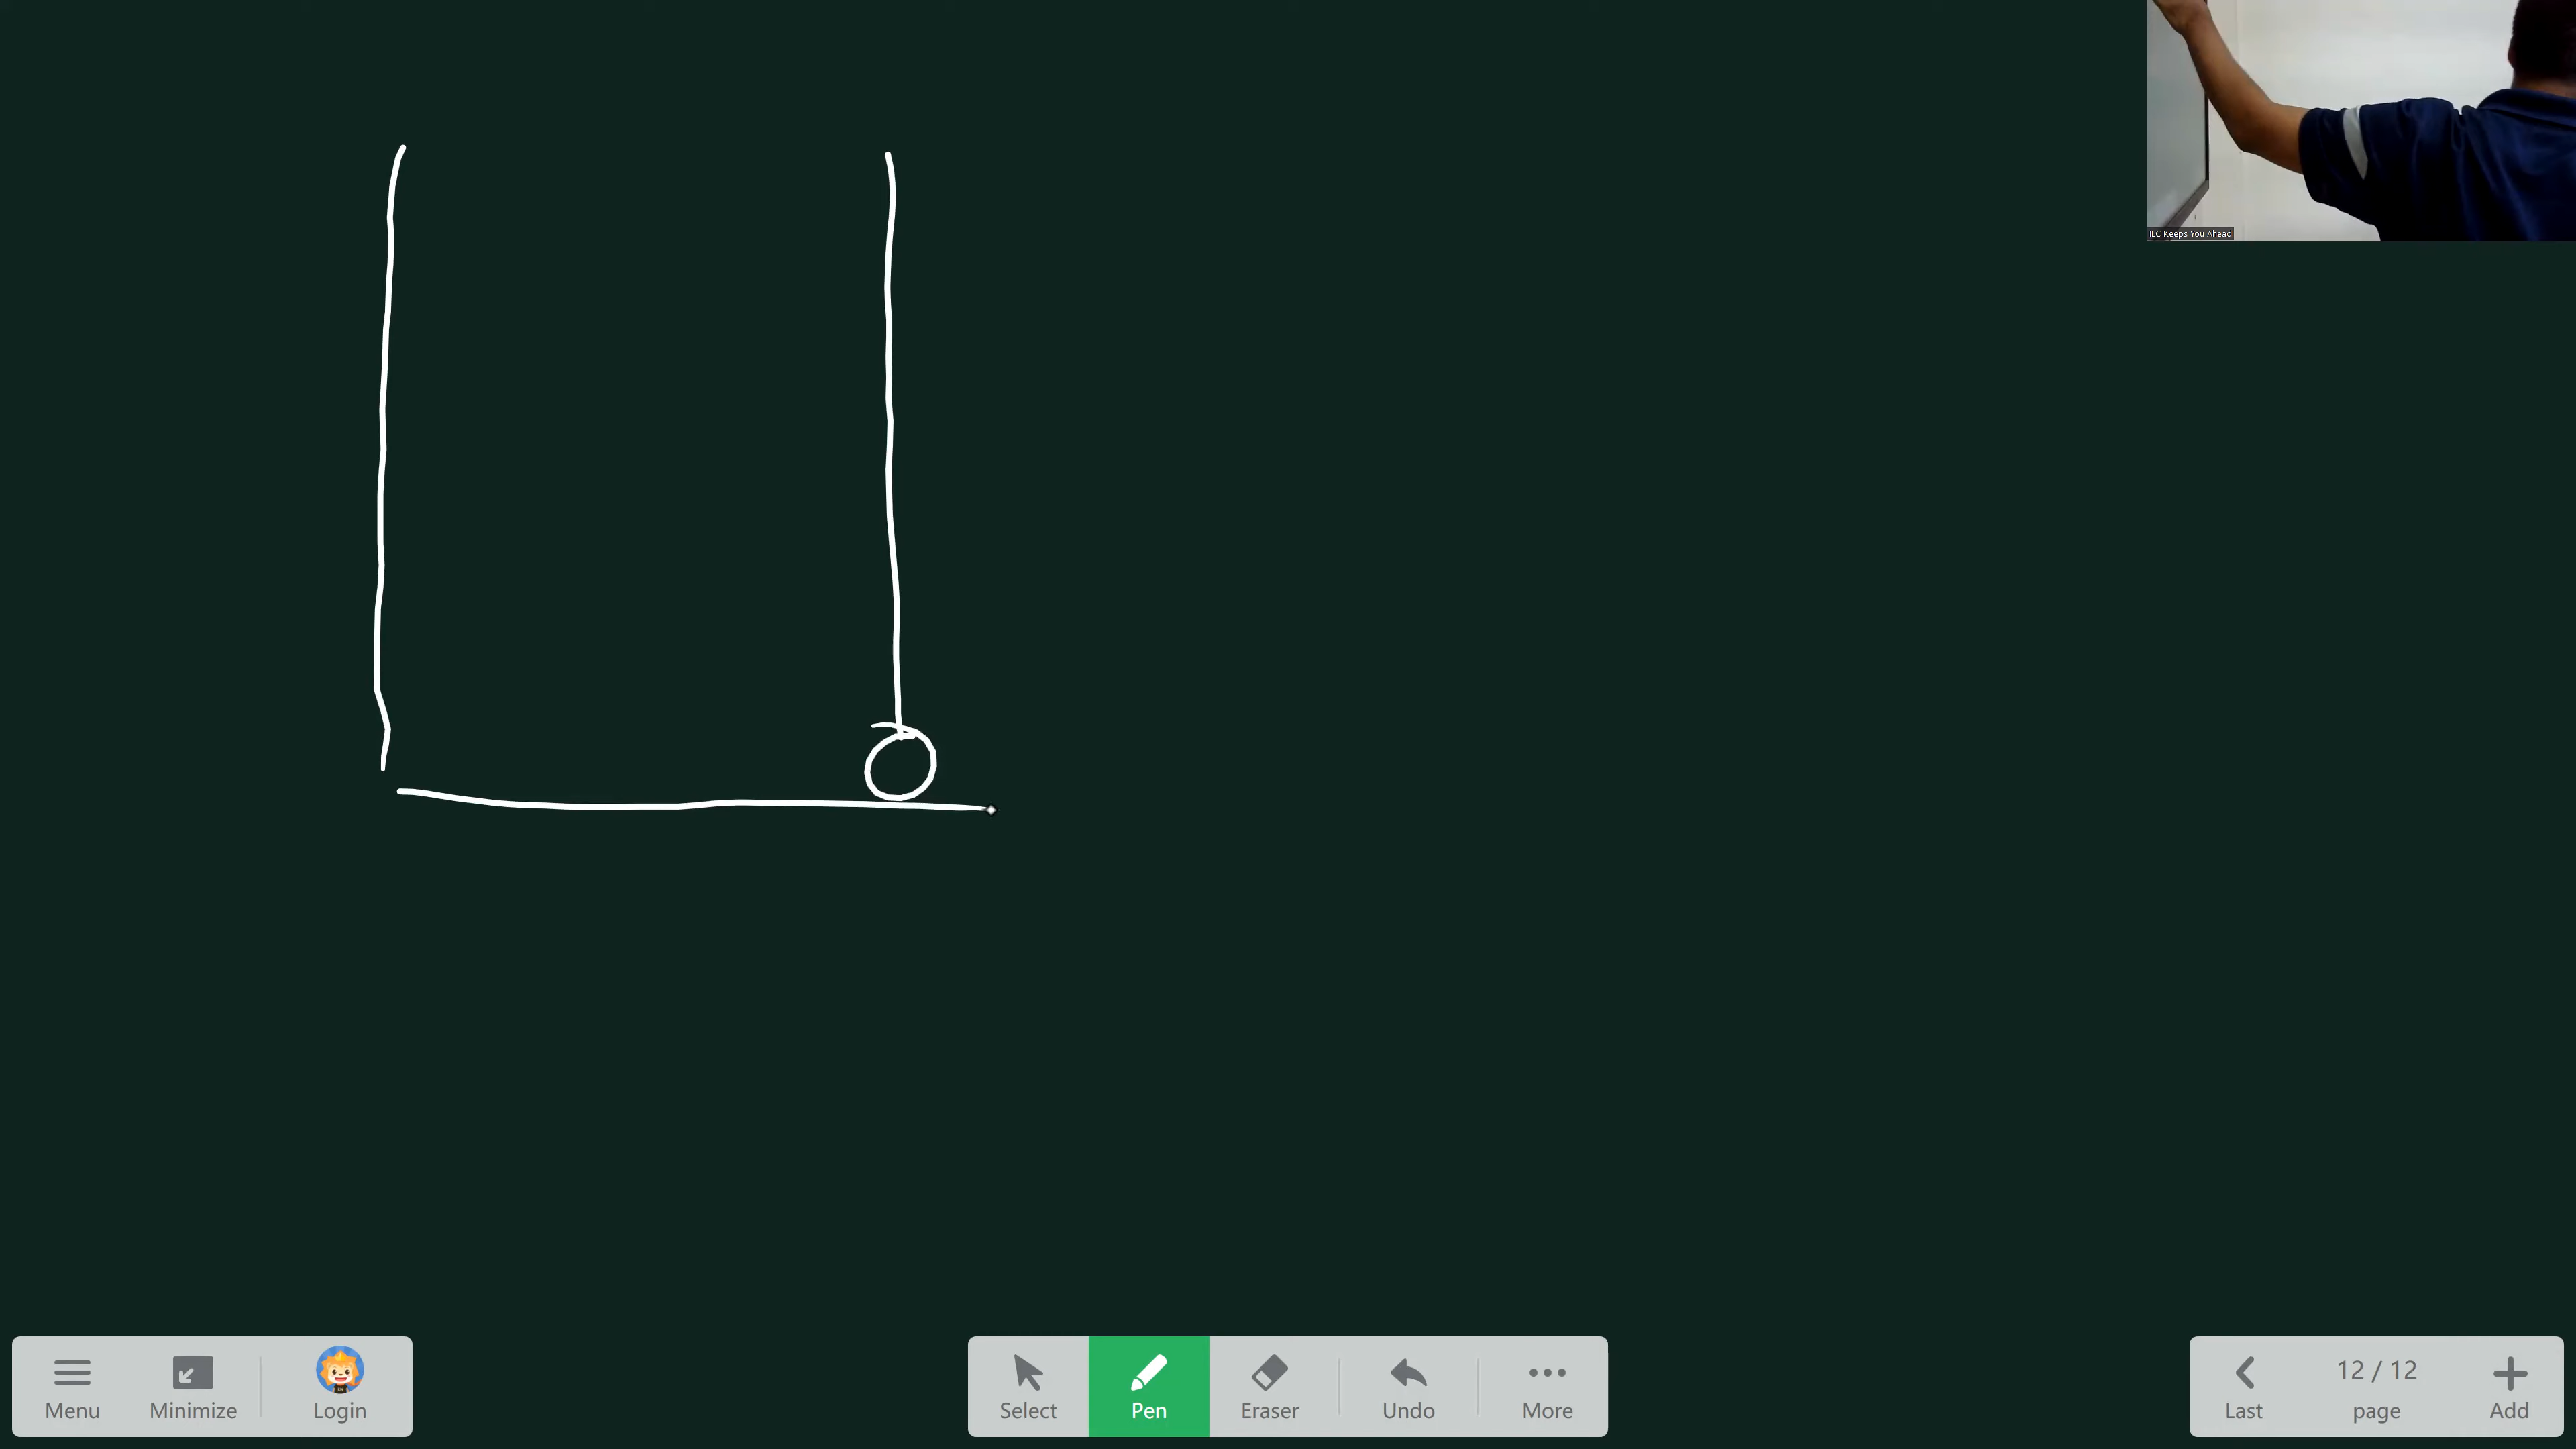 ILC Keeps You Ahead
Menu
Minimize
Login
Select
Pen
Eraser
Undo
More
Last
12 / 12
page
Add